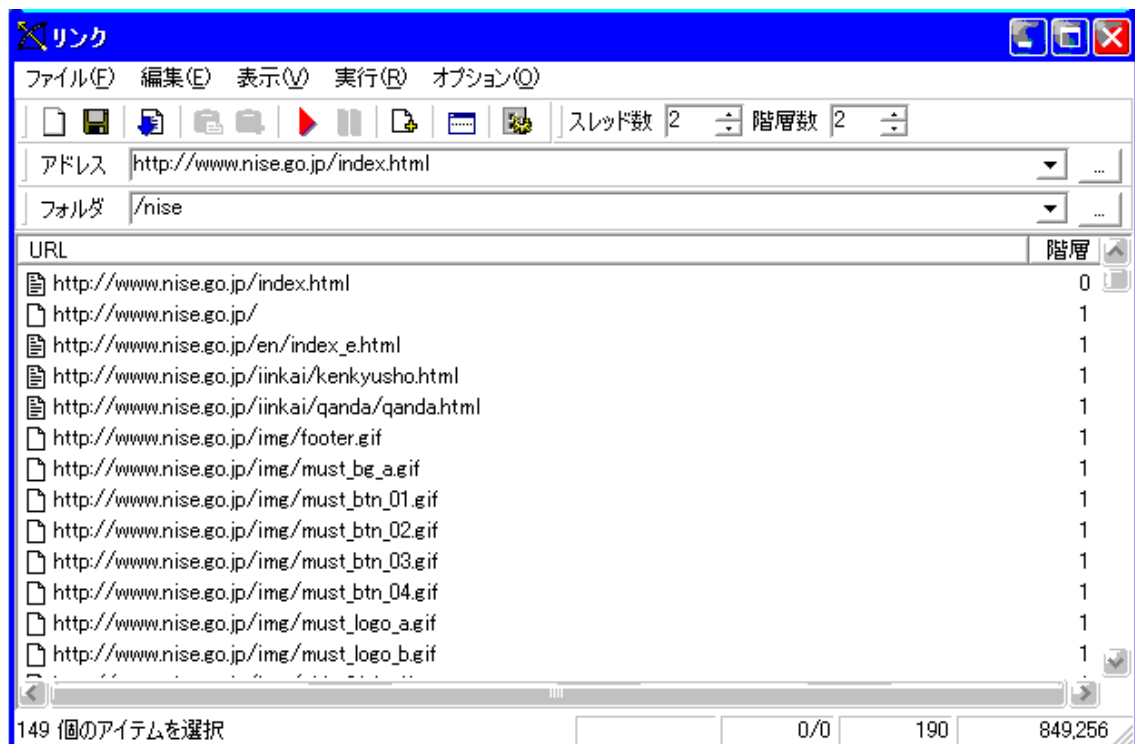 リンク
ファイル(F) 編集(E) 表示(V) 実行(R) オプション(O)
スレッド数 2 階層数 2
アドレス http://www.nise.go.jp/index.html ...
フォルダ /nise ...
URL 階層
http://www.nise.go.jp/index.html 0
http://www.nise.go.jp/ 1
http://www.nise.go.jp/en/index_e.html 1
http://www.nise.go.jp/iinkai/kenkyusho.html 1
http://www.nise.go.jp/iinkai/qanda/qanda.html 1
http://www.nise.go.jp/img/footer.gif 1
http://www.nise.go.jp/img/must_bg_a.gif 1
http://www.nise.go.jp/img/must_btn_01.gif 1
http://www.nise.go.jp/img/must_btn_02.gif 1
http://www.nise.go.jp/img/must_btn_03.gif 1
http://www.nise.go.jp/img/must_btn_04.gif 1
http://www.nise.go.jp/img/must_logo_a.gif 1
http://www.nise.go.jp/img/must_logo_b.gif 1
149 個のアイテムを選択 0/0 190 849,256